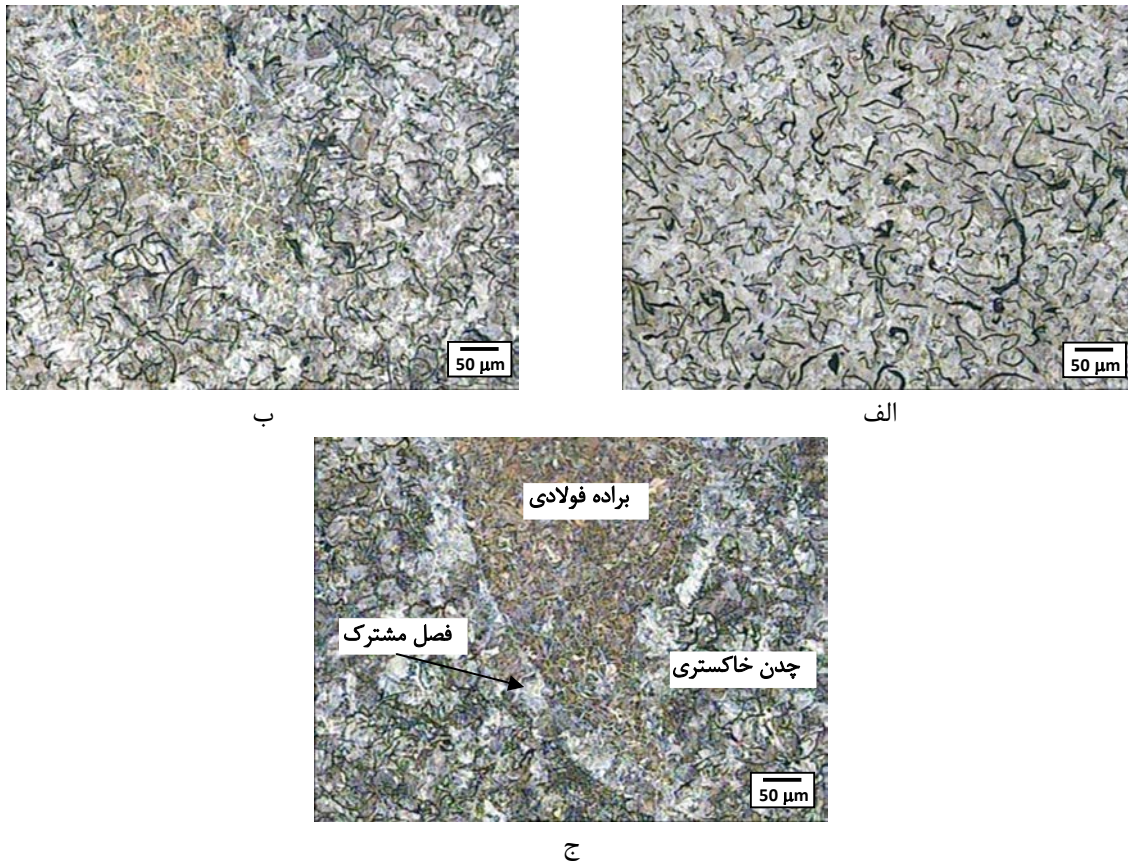 50 µm
50 µm
الف
ب
براده فولادی
فصل مشترک
چدن خاکستری
50 µm
ج